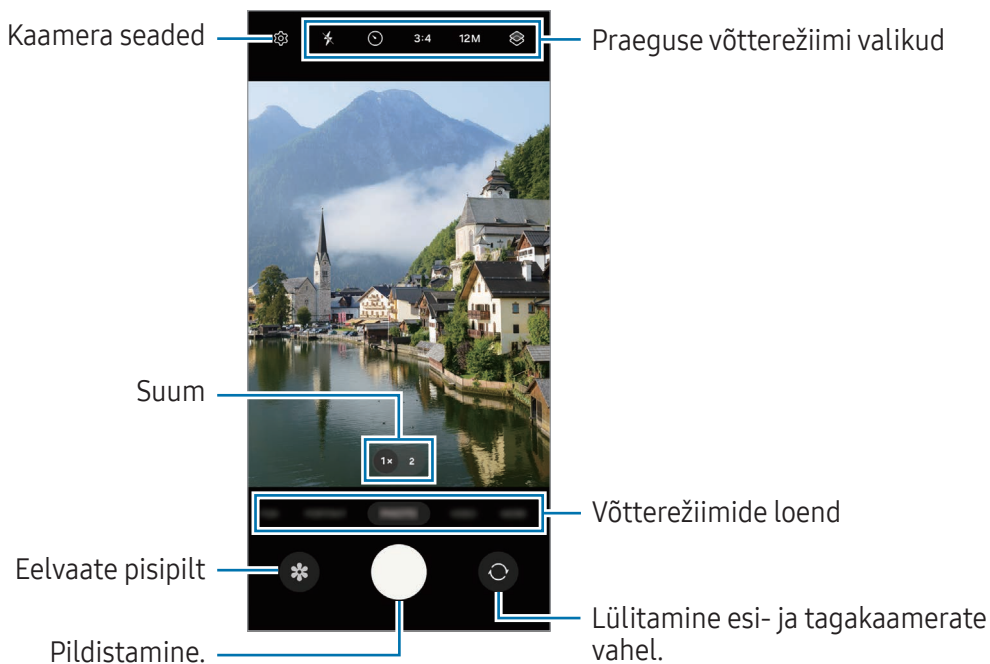 Kaamera seaded
3:4
12M
Praeguse võtterežiimi valikud
Suum
1×
2
Võtterežiimide loend
Eelvaate pisipilt
Pildistamine.
Lülitamine esi- ja tagakaamerate
vahel.